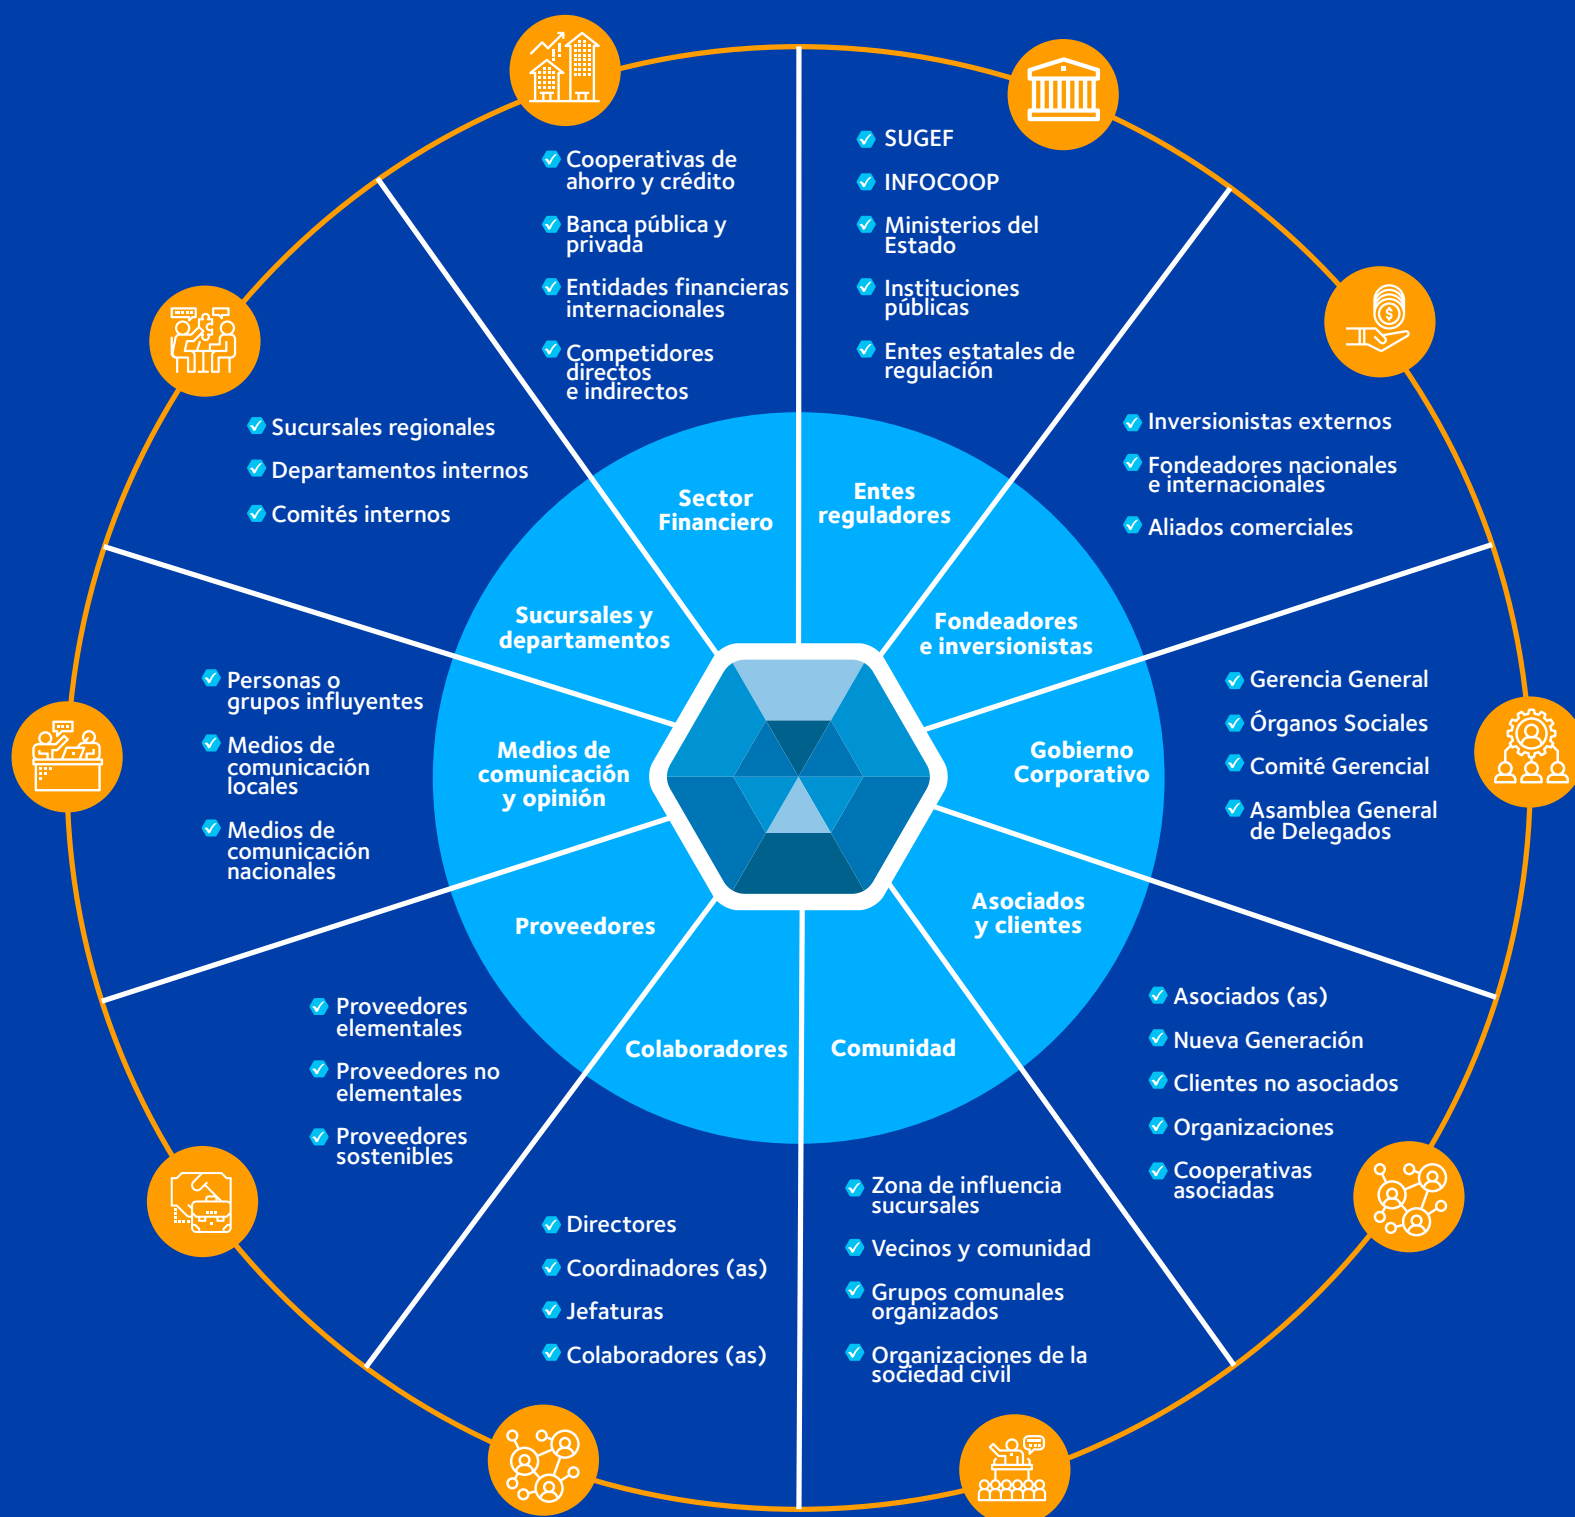 Cooperativas de
ahorro y crédito
Banca pública y
privada
Entidades financieras
internacionales
Competidores
directos
e indirectos
Sector
Financiero
SUGEF
INFOCOOP
Ministerios del
Estado
Instituciones
públicas
Entes estatales de
regulación
Entes
reguladores
Inversionistas externos
Fondeadores nacionales
e internacionales
Aliados comerciales
Fondeadores
e inversionistas
Gerencia General
Órganos Sociales
Comité Gerencial
Asamblea General
de Delegados
Gobierno
Corporativo
Asociados (as)
Nueva Generación
Clientes no asociados
Organizaciones
Cooperativas
asociadas
Asociados
y clientes
Zona de influencia
sucursales
Vecinos y comunidad
Grupos comunales
organizados
Organizaciones de la
sociedad civil
Comunidad
Directores
Coordinadores (as)
Jefaturas
Colaboradores (as)
Colaboradores
Proveedores
elementales
Proveedores no
elementales
Proveedores
sostenibles
Proveedores
Personas o
grupos influyentes
Medios de
comunicación
locales
Medios de
comunicación
nacionales
Medios de
comunicación
y opinión
Sucursales regionales
Departamentos internos
Comités internos
Sucursales y
departamentos